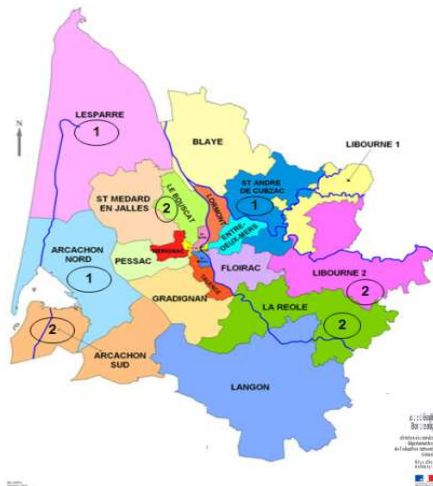 LESPARRE
1
BLAYE
LIBOURNE 1
ST ANDRE
DE CUBZAC
1
ST MEDARD
EN JALLES
LE BOUSCAT
2
LORMONT
ENTRE-
DEUX-MERS
ARCACHON
NORD
1
PESSAC
MERIGNAC
FLOIRAC
LIBOURNE 2
2
GRADIGNAN
LA REOLE
2
2
ARCACHON
SUD
LANGON
N